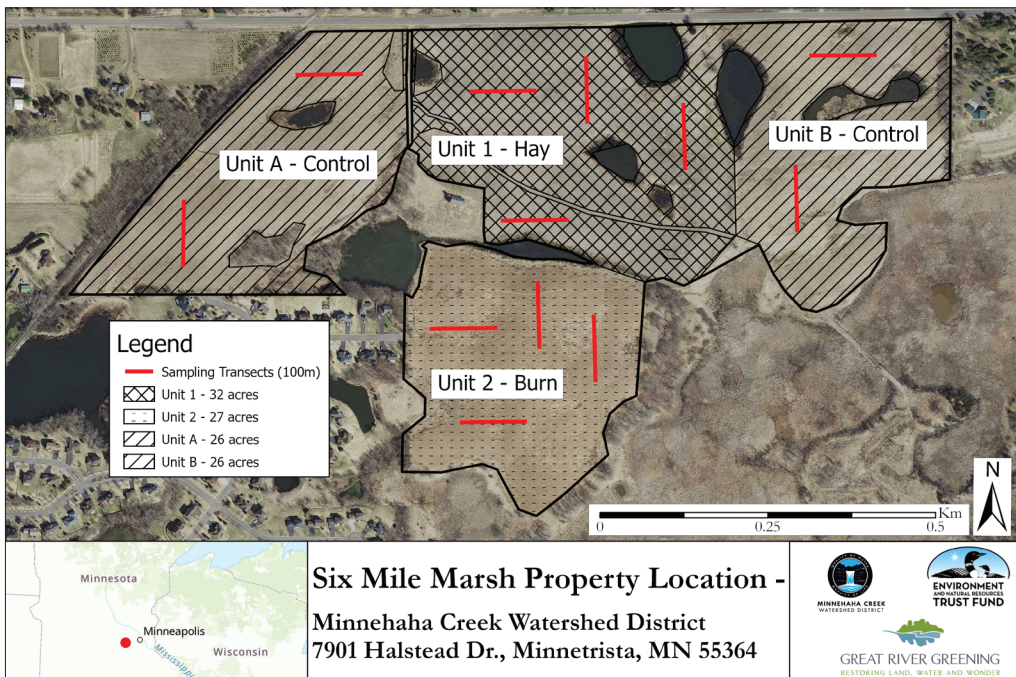 Unit A - Control
Unit 1 - Hay
Unit B - Control
Unit 2 - Burn
Legend
Sampling Transects (100m)
Unit 1 - 32 acres
Unit 2 - 27 acres
Unit A - 26 acres
Unit B - 26 acres
N
Km
0
0.25
0.5
Minnesota
Minneapolis
Wisconsin
Mississip
Six Mile Marsh Property Location -
Minnehaha Creek Watershed District
7901 Halstead Dr., Minnetrista, MN 55364
MINNEHAHA CREEK
WATERSHED DISTRICT
ENVIRONMENT
AND NATURAL RESOURCES
TRUST FUND
GREAT RIVER GREENING
RESTORING LAND, WATER AND WONDER